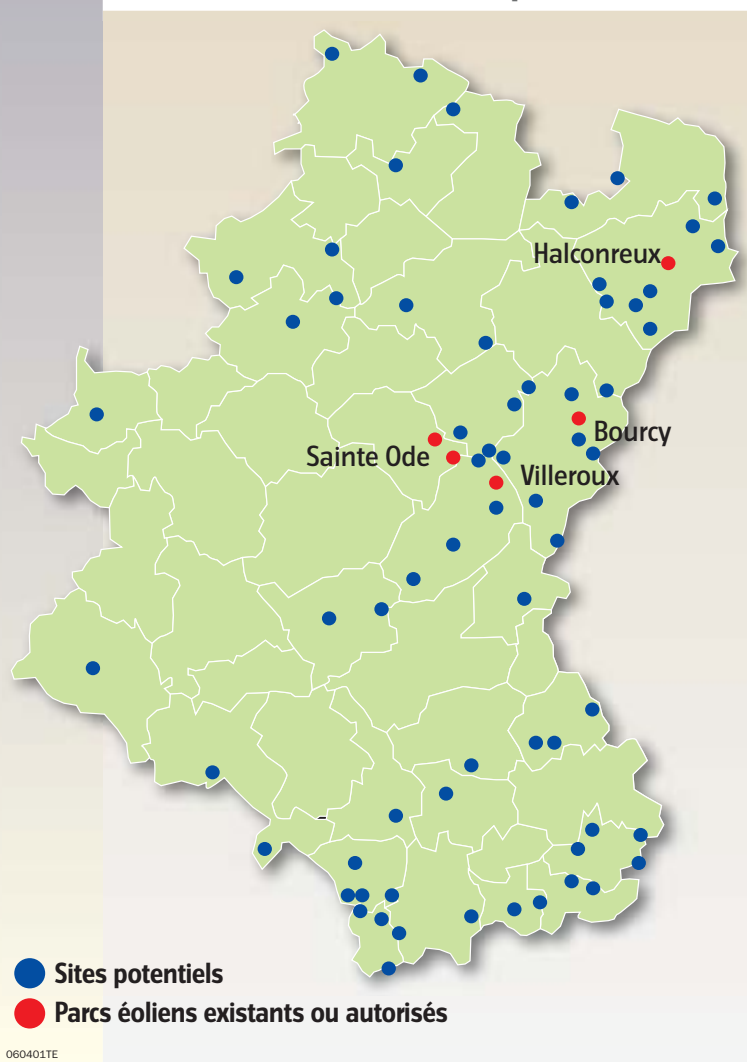 Halconreux
Bourcy
Sainte Ode
Villeroux
Sites potentiels
Parcs éoliens existants ou autorisés
060401TE